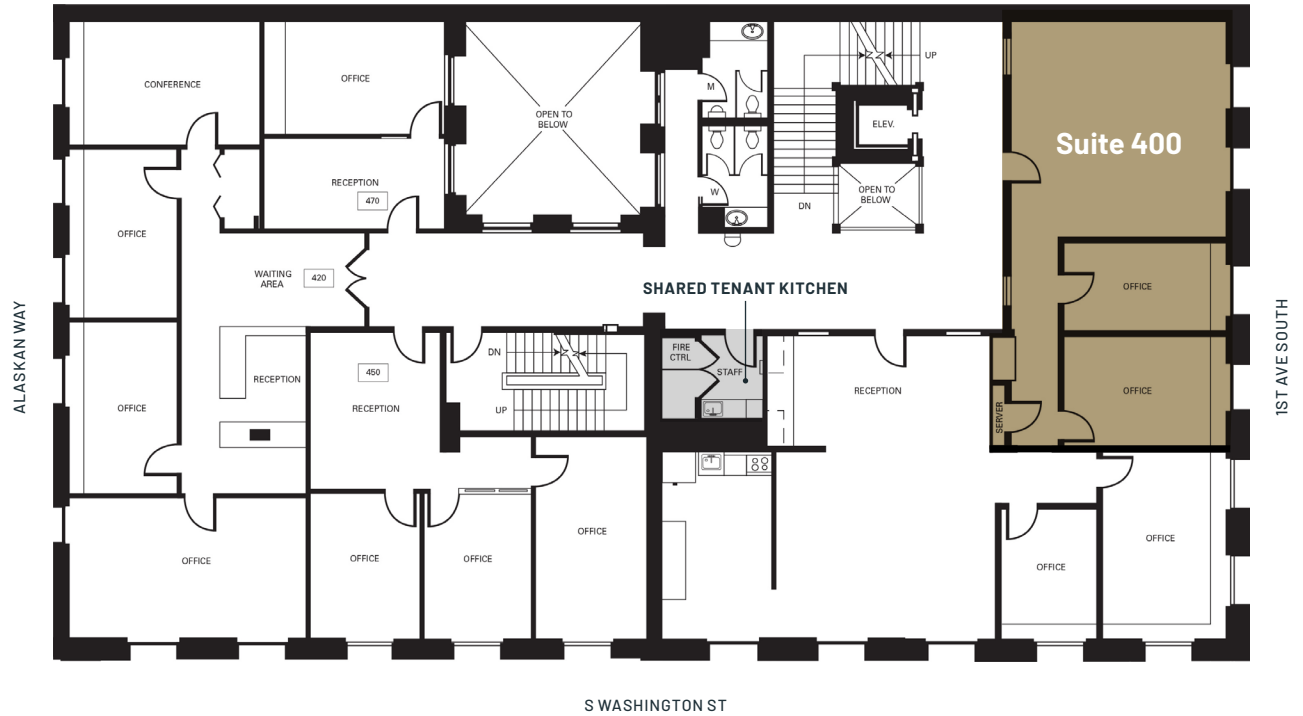 CONFERENCE
OFFICE
OPEN TO
BELOW
M
UP
ELEV.
Suite 400
RECEPTION
470
W
DN
OPEN TO
BELOW
OFFICE
WAITING
AREA
420
SHARED TENANT KITCHEN
OFFICE
ALASKAN WAY
1ST AVE SOUTH
DN
FIRE
CTRL
STAFF
450
RECEPTION
RECEPTION
OFFICE
RECEPTION
OFFICE
UP
SERVER
OFFICE
OFFICE
OFFICE
OFFICE
OFFICE
OFFICE
OFFICE
S WASHINGTON ST